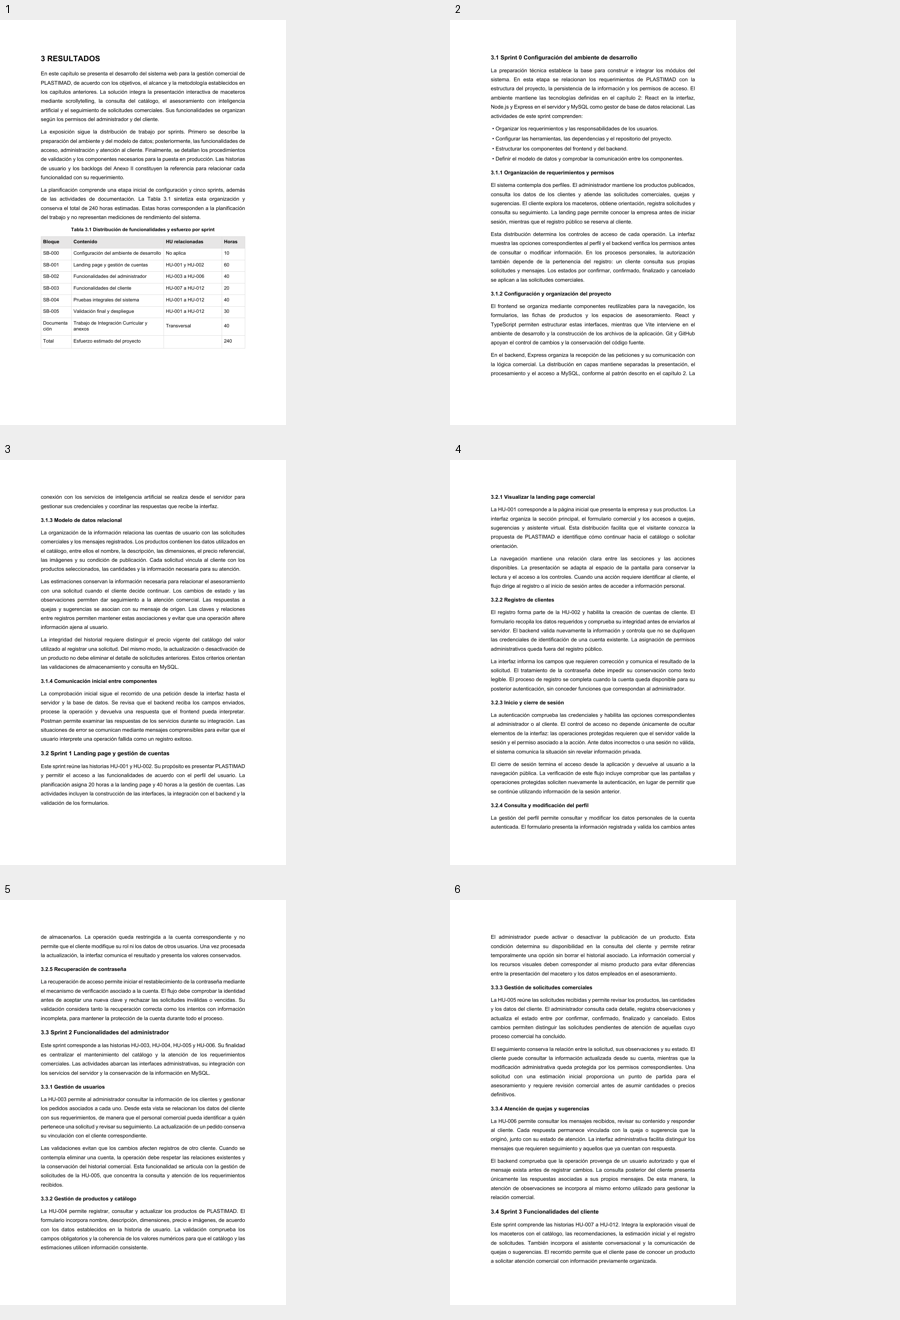 1
3 RESULTADOS
En este capítulo se presenta el desarrollo del sistema web para la gestión comercial de
PLASTIMAD, de acuerdo con los objetivos, el alcance y la metodología establecidos en
los capítulos anteriores. La solución integra la presentación interactiva de maceteros
mediante scrollytelling, la consulta del catálogo, el asesoramiento con inteligencia
artificial y el seguimiento de solicitudes comerciales. Sus funcionalidades se organizan
según los permisos del administrador y del cliente.
La exposición sigue la distribución de trabajo por sprints. Primero se describe la
preparación del ambiente y del modelo de datos; posteriormente, las funcionalidades de
acceso, administración y atención al cliente. Finalmente, se detallan los procedimientos
de validación y los componentes necesarios para la puesta en producción. Las historias
de usuario y los backlogs del Anexo II constituyen la referencia para relacionar cada
funcionalidad con su requerimiento.
La planificación comprende una etapa inicial de configuración y cinco sprints, además
de las actividades de documentación. La Tabla 3.1 sintetiza esta organización y
conserva el total de 240 horas estimadas. Estas horas corresponden a la planificación
del trabajo y no representan mediciones de rendimiento del sistema.
Tabla 3.1 Distribución de funcionalidades y esfuerzo por sprint
Bloque Contenido HU relacionadas Horas
SB-000 Configuración del ambiente de desarrollo No aplica 10
SB-001 Landing page y gestión de cuentas HU-001 y HU-002 60
SB-002 Funcionalidades del administrador HU-003 a HU-006 40
SB-003 Funcionalidades del cliente HU-007 a HU-012 20
SB-004 Pruebas integrales del sistema HU-001 a HU-012 40
SB-005 Validación final y despliegue HU-001 a HU-012 30
Documenta
ción Trabajo de Integración Curricular y
anexos Transversal 40
Total Esfuerzo estimado del proyecto 240
2
3.1 Sprint 0 Configuración del ambiente de desarrollo
La preparación técnica establece la base para construir e integrar los módulos del
sistema. En esta etapa se relacionan los requerimientos de PLASTIMAD con la
estructura del proyecto, la persistencia de la información y los permisos de acceso. El
ambiente mantiene las tecnologías definidas en el capítulo 2: React en la interfaz,
Node.js y Express en el servidor y MySQL como gestor de base de datos relacional. Las
actividades de este sprint comprenden:
• Organizar los requerimientos y las responsabilidades de los usuarios.
• Configurar las herramientas, las dependencias y el repositorio del proyecto.
• Estructurar los componentes del frontend y del backend.
• Definir el modelo de datos y comprobar la comunicación entre los componentes.
3.1.1 Organización de requerimientos y permisos
El sistema contempla dos perfiles. El administrador mantiene los productos publicados,
consulta los datos de los clientes y atiende las solicitudes comerciales, quejas y
sugerencias. El cliente explora los maceteros, obtiene orientación, registra solicitudes y
consulta su seguimiento. La landing page permite conocer la empresa antes de iniciar
sesión, mientras que el registro público se reserva al cliente.
Esta distribución determina los controles de acceso de cada operación. La interfaz
muestra las opciones correspondientes al perfil y el backend verifica los permisos antes
de consultar o modificar información. En los procesos personales, la autorización
también depende de la pertenencia del registro: un cliente consulta sus propias
solicitudes y mensajes. Los estados por confirmar, confirmado, finalizado y cancelado
se aplican a las solicitudes comerciales.
3.1.2 Configuración y organización del proyecto
El frontend se organiza mediante componentes reutilizables para la navegación, los
formularios, las fichas de productos y los espacios de asesoramiento. React y
TypeScript permiten estructurar estas interfaces, mientras que Vite interviene en el
ambiente de desarrollo y la construcción de los archivos de la aplicación. Git y GitHub
apoyan el control de cambios y la conservación del código fuente.
En el backend, Express organiza la recepción de las peticiones y su comunicación con
la lógica comercial. La distribución en capas mantiene separadas la presentación, el
procesamiento y el acceso a MySQL, conforme al patrón descrito en el capítulo 2. La
3
conexión con los servicios de inteligencia artificial se realiza desde el servidor para
gestionar sus credenciales y coordinar las respuestas que recibe la interfaz.
3.1.3 Modelo de datos relacional
La organización de la información relaciona las cuentas de usuario con las solicitudes
comerciales y los mensajes registrados. Los productos contienen los datos utilizados en
el catálogo, entre ellos el nombre, la descripción, las dimensiones, el precio referencial,
las imágenes y su condición de publicación. Cada solicitud vincula al cliente con los
productos seleccionados, las cantidades y la información necesaria para su atención.
Las estimaciones conservan la información necesaria para relacionar el asesoramiento
con una solicitud cuando el cliente decide continuar. Los cambios de estado y las
observaciones permiten dar seguimiento a la atención comercial. Las respuestas a
quejas y sugerencias se asocian con su mensaje de origen. Las claves y relaciones
entre registros permiten mantener estas asociaciones y evitar que una operación altere
información ajena al usuario.
La integridad del historial requiere distinguir el precio vigente del catálogo del valor
utilizado al registrar una solicitud. Del mismo modo, la actualización o desactivación de
un producto no debe eliminar el detalle de solicitudes anteriores. Estos criterios orientan
las validaciones de almacenamiento y consulta en MySQL.
3.1.4 Comunicación inicial entre componentes
La comprobación inicial sigue el recorrido de una petición desde la interfaz hasta el
servidor y la base de datos. Se revisa que el backend reciba los campos enviados,
procese la operación y devuelva una respuesta que el frontend pueda interpretar.
Postman permite examinar las respuestas de los servicios durante su integración. Las
situaciones de error se comunican mediante mensajes comprensibles para evitar que el
usuario interprete una operación fallida como un registro exitoso.
3.2 Sprint 1 Landing page y gestión de cuentas
Este sprint reúne las historias HU-001 y HU-002. Su propósito es presentar PLASTIMAD
y permitir el acceso a las funcionalidades de acuerdo con el perfil del usuario. La
planificación asigna 20 horas a la landing page y 40 horas a la gestión de cuentas. Las
actividades incluyen la construcción de las interfaces, la integración con el backend y la
validación de los formularios.
4
3.2.1 Visualizar la landing page comercial
La HU-001 corresponde a la página inicial que presenta la empresa y sus productos. La
interfaz organiza la sección principal, el formulario comercial y los accesos a quejas,
sugerencias y asistente virtual. Esta distribución facilita que el visitante conozca la
propuesta de PLASTIMAD e identifique cómo continuar hacia el catálogo o solicitar
orientación.
La navegación mantiene una relación clara entre las secciones y las acciones
disponibles. La presentación se adapta al espacio de la pantalla para conservar la
lectura y el acceso a los controles. Cuando una acción requiere identificar al cliente, el
flujo dirige al registro o al inicio de sesión antes de acceder a información personal.
3.2.2 Registro de clientes
El registro forma parte de la HU-002 y habilita la creación de cuentas de cliente. El
formulario recopila los datos requeridos y comprueba su integridad antes de enviarlos al
servidor. El backend valida nuevamente la información y controla que no se dupliquen
las credenciales de identificación de una cuenta existente. La asignación de permisos
administrativos queda fuera del registro público.
La interfaz informa los campos que requieren corrección y comunica el resultado de la
solicitud. El tratamiento de la contraseña debe impedir su conservación como texto
legible. El proceso de registro se completa cuando la cuenta queda disponible para su
posterior autenticación, sin conceder funciones que correspondan al administrador.
3.2.3 Inicio y cierre de sesión
La autenticación comprueba las credenciales y habilita las opciones correspondientes
al administrador o al cliente. El control de acceso no depende únicamente de ocultar
elementos de la interfaz: las operaciones protegidas requieren que el servidor valide la
sesión y el permiso asociado a la acción. Ante datos incorrectos o una sesión no válida,
el sistema comunica la situación sin revelar información privada.
El cierre de sesión termina el acceso desde la aplicación y devuelve al usuario a la
navegación pública. La verificación de este flujo incluye comprobar que las pantallas y
operaciones protegidas soliciten nuevamente la autenticación, en lugar de permitir que
se continúe utilizando información de la sesión anterior.
3.2.4 Consulta y modificación del perfil
La gestión del perfil permite consultar y modificar los datos personales de la cuenta
autenticada. El formulario presenta la información registrada y valida los cambios antes
5
de almacenarlos. La operación queda restringida a la cuenta correspondiente y no
permite que el cliente modifique su rol ni los datos de otros usuarios. Una vez procesada
la actualización, la interfaz comunica el resultado y presenta los valores conservados.
3.2.5 Recuperación de contraseña
La recuperación de acceso permite iniciar el restablecimiento de la contraseña mediante
el mecanismo de verificación asociado a la cuenta. El flujo debe comprobar la identidad
antes de aceptar una nueva clave y rechazar las solicitudes inválidas o vencidas. Su
validación considera tanto la recuperación correcta como los intentos con información
incompleta, para mantener la protección de la cuenta durante todo el proceso.
3.3 Sprint 2 Funcionalidades del administrador
Este sprint corresponde a las historias HU-003, HU-004, HU-005 y HU-006. Su finalidad
es centralizar el mantenimiento del catálogo y la atención de los requerimientos
comerciales. Las actividades abarcan las interfaces administrativas, su integración con
los servicios del servidor y la conservación de la información en MySQL.
3.3.1 Gestión de usuarios
La HU-003 permite al administrador consultar la información de los clientes y gestionar
los pedidos asociados a cada uno. Desde esta vista se relacionan los datos del cliente
con sus requerimientos, de manera que el personal comercial pueda identificar a quién
pertenece una solicitud y revisar su seguimiento. La actualización de un pedido conserva
su vinculación con el cliente correspondiente.
Las validaciones evitan que los cambios afecten registros de otro cliente. Cuando se
contempla eliminar una cuenta, la operación debe respetar las relaciones existentes y
la conservación del historial comercial. Esta funcionalidad se articula con la gestión de
solicitudes de la HU-005, que concentra la consulta y atención de los requerimientos
recibidos.
3.3.2 Gestión de productos y catálogo
La HU-004 permite registrar, consultar y actualizar los productos de PLASTIMAD. El
formulario incorpora nombre, descripción, dimensiones, precio e imágenes, de acuerdo
con los datos establecidos en la historia de usuario. La validación comprueba los
campos obligatorios y la coherencia de los valores numéricos para que el catálogo y las
estimaciones utilicen información consistente.
6
El administrador puede activar o desactivar la publicación de un producto. Esta
condición determina su disponibilidad en la consulta del cliente y permite retirar
temporalmente una opción sin borrar el historial asociado. La información comercial y
los recursos visuales deben corresponder al mismo producto para evitar diferencias
entre la presentación del macetero y los datos empleados en el asesoramiento.
3.3.3 Gestión de solicitudes comerciales
La HU-005 reúne las solicitudes recibidas y permite revisar los productos, las cantidades
y los datos del cliente. El administrador consulta cada detalle, registra observaciones y
actualiza el estado entre por confirmar, confirmado, finalizado y cancelado. Estos
cambios permiten distinguir las solicitudes pendientes de atención de aquellas cuyo
proceso comercial ha concluido.
El seguimiento conserva la relación entre la solicitud, sus observaciones y su estado. El
cliente puede consultar la información actualizada desde su cuenta, mientras que la
modificación administrativa queda protegida por los permisos correspondientes. Una
solicitud con una estimación inicial proporciona un punto de partida para el
asesoramiento y requiere revisión comercial antes de asumir cantidades o precios
definitivos.
3.3.4 Atención de quejas y sugerencias
La HU-006 permite consultar los mensajes recibidos, revisar su contenido y responder
al cliente. Cada respuesta permanece vinculada con la queja o sugerencia que la
originó, junto con su estado de atención. La interfaz administrativa facilita distinguir los
mensajes que requieren seguimiento y aquellos que ya cuentan con respuesta.
El backend comprueba que la operación provenga de un usuario autorizado y que el
mensaje exista antes de registrar cambios. La consulta posterior del cliente presenta
únicamente las respuestas asociadas a sus propios mensajes. De esta manera, la
atención de observaciones se incorpora al mismo entorno utilizado para gestionar la
relación comercial.
3.4 Sprint 3 Funcionalidades del cliente
Este sprint comprende las historias HU-007 a HU-012. Integra la exploración visual de
los maceteros con el catálogo, las recomendaciones, la estimación inicial y el registro
de solicitudes. También incorpora el asistente conversacional y la comunicación de
quejas o sugerencias. El recorrido permite que el cliente pase de conocer un producto
a solicitar atención comercial con información previamente organizada.